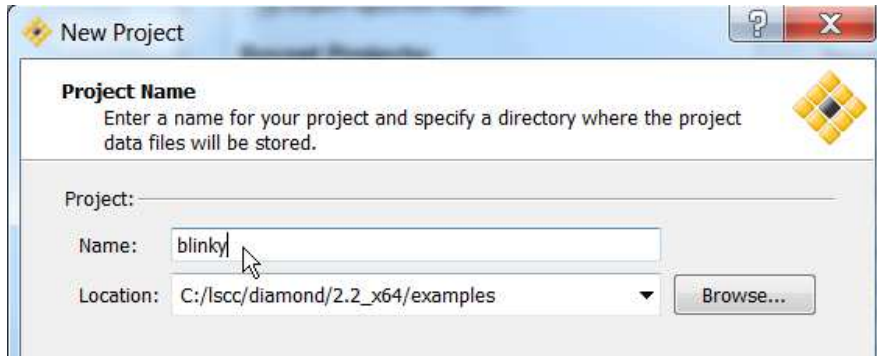 New Project
Project Name
Enter a name for your project and specify a directory where the project
data files will be stored.
Project:
Name: blinky
Location: C:/lscc/diamond/2.2_x64/examples Browse...